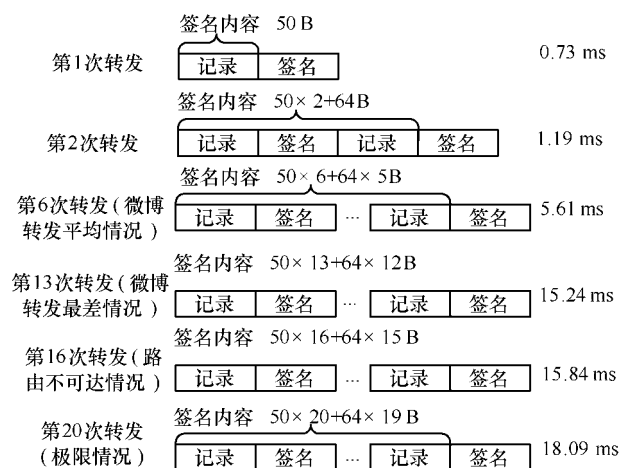 签名内容 50 B
第1次转发 记录 签名 0.73 ms
签名内容 50× 2+64B
第2次转发 记录 签名 记录 签名 1.19 ms
签名内容 50× 6+64× 5B
第6次转发 ( 微博
转发平均情况 ) 记录 签名 ... 记录 签名 5.61 ms
签名内容 50× 13+64× 12B
第13次转发 ( 微博
转发最差情况 ) 记录 签名 ... 记录 签名 15.24 ms
签名内容 50× 16+64× 15 B
第16次转发 ( 路
由不可达情况 ) 记录 签名 ... 记录 签名 15.84 ms
签名内容 50× 20+64× 19 B
第20次转发
( 极限情况 ) 记录 签名 ... 记录 签名 18.09 ms